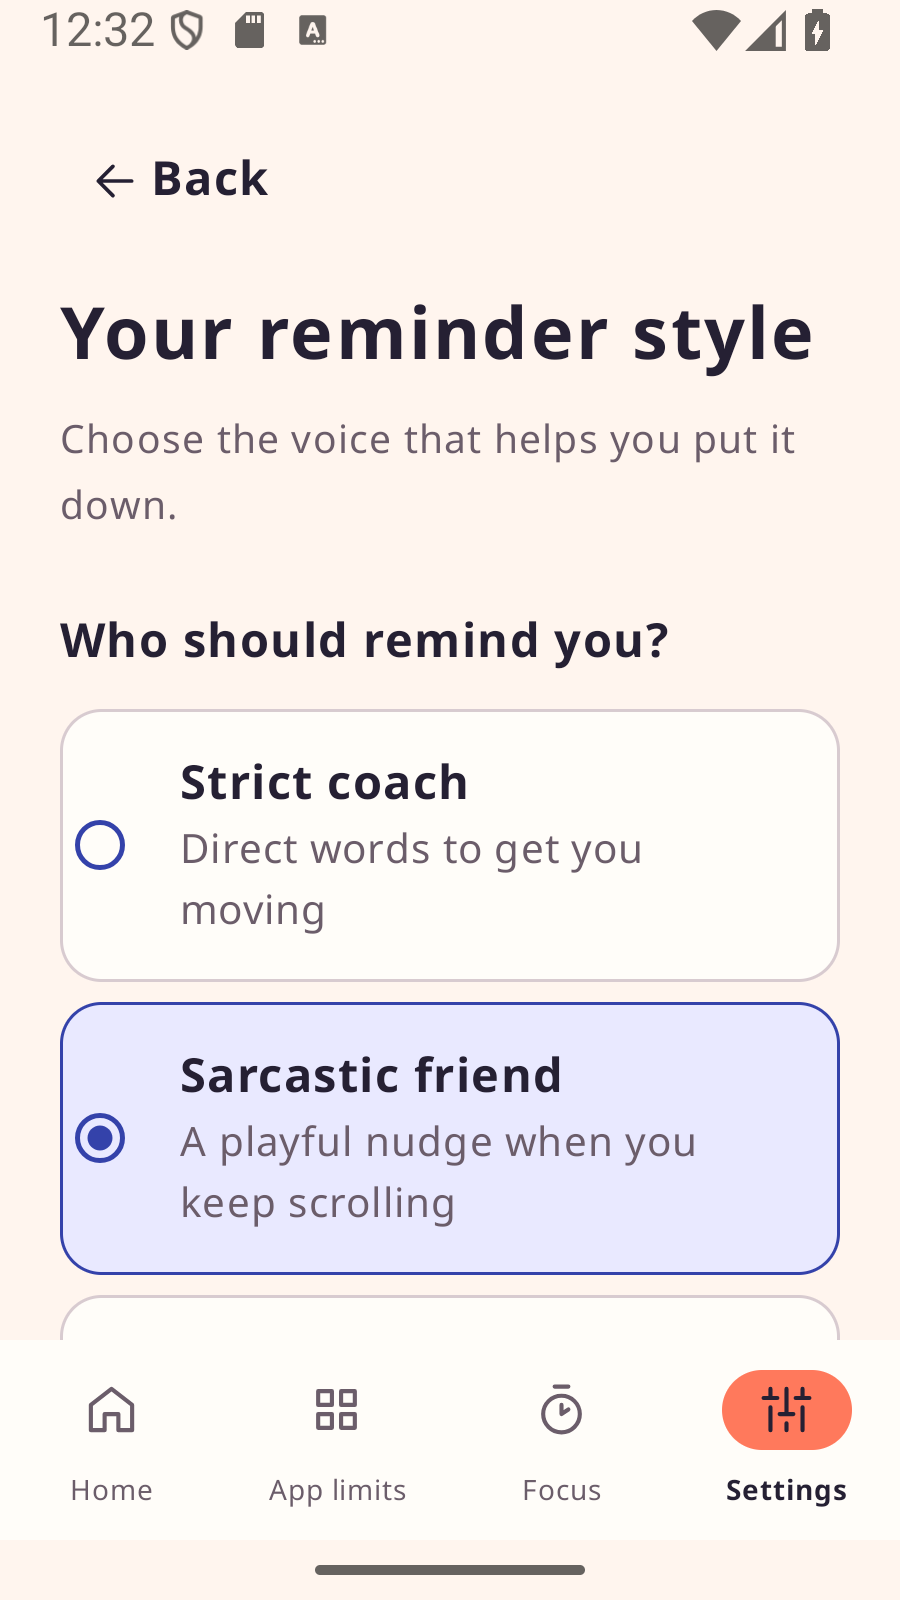 12:32
Back
Your reminder style
Choose the voice that helps you put it
down.
Who should remind you?
Strict coach
Direct words to get you
moving
Sarcastic friend
A playful nudge when you
keep scrolling
Home
App limits
Focus
Settings